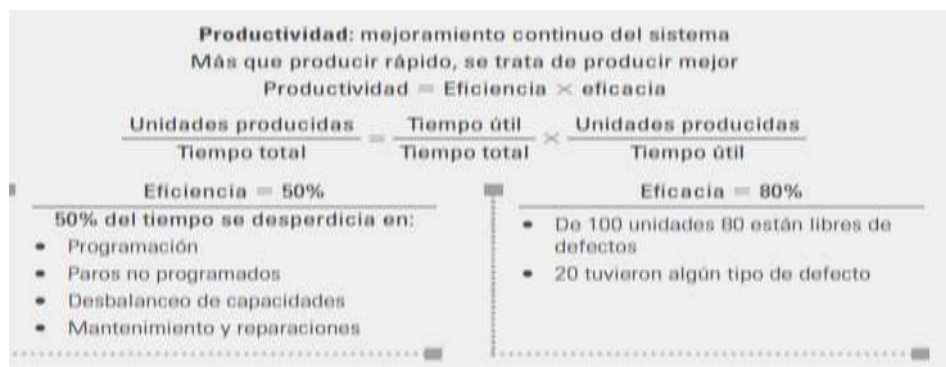 Productividad: mejoramiento continuo del sistema
Más que producir rápido, se trata de producir mejor
Productividad = Eficiencia × eficacia
Unidades producidas / Tiempo total = Tiempo útil / Tiempo total × Unidades producidas / Tiempo útil
Eficiencia = 50%
50% del tiempo se desperdicia en:
• Programación
• Paros no programados
• Desbalanceo de capacidades
• Mantenimiento y reparaciones
Eficacia = 80%
• De 100 unidades 80 están libres de
defectos
• 20 tuvieron algún tipo de defecto